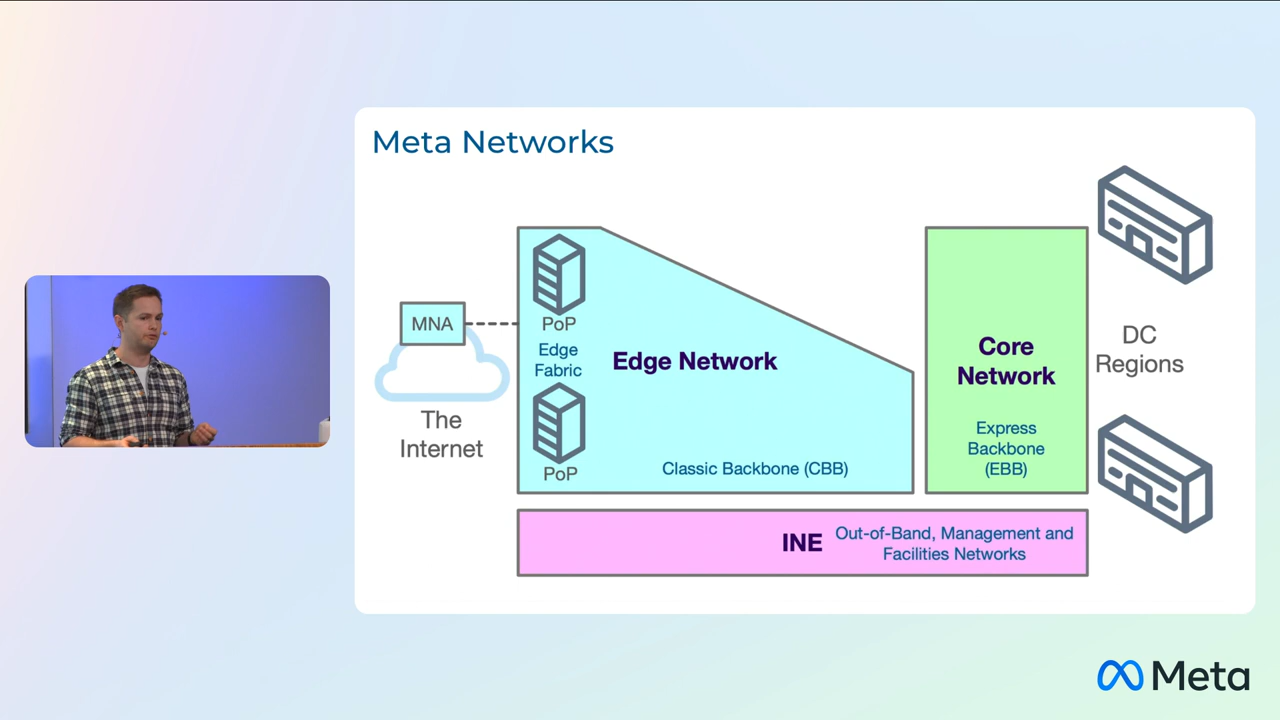 Meta Networks
MNA
The
Internet
PoP
Edge
Fabric
PoP
Edge Network
Classic Backbone (CBB)
Core
Network
Express
Backbone
(EBB)
DC
Regions
INE
Out-of-Band, Management and
Facilities Networks
Meta